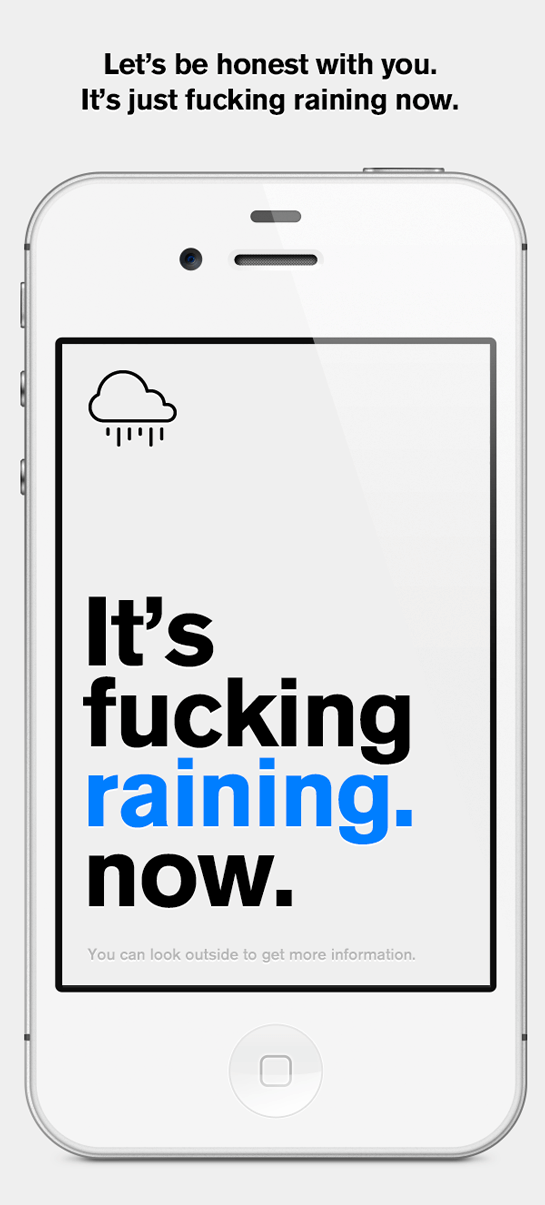 Let’s be honest with you.
It’s just fucking raining now.
It’s
fucking
raining.
now.
You can look outside to get more information.